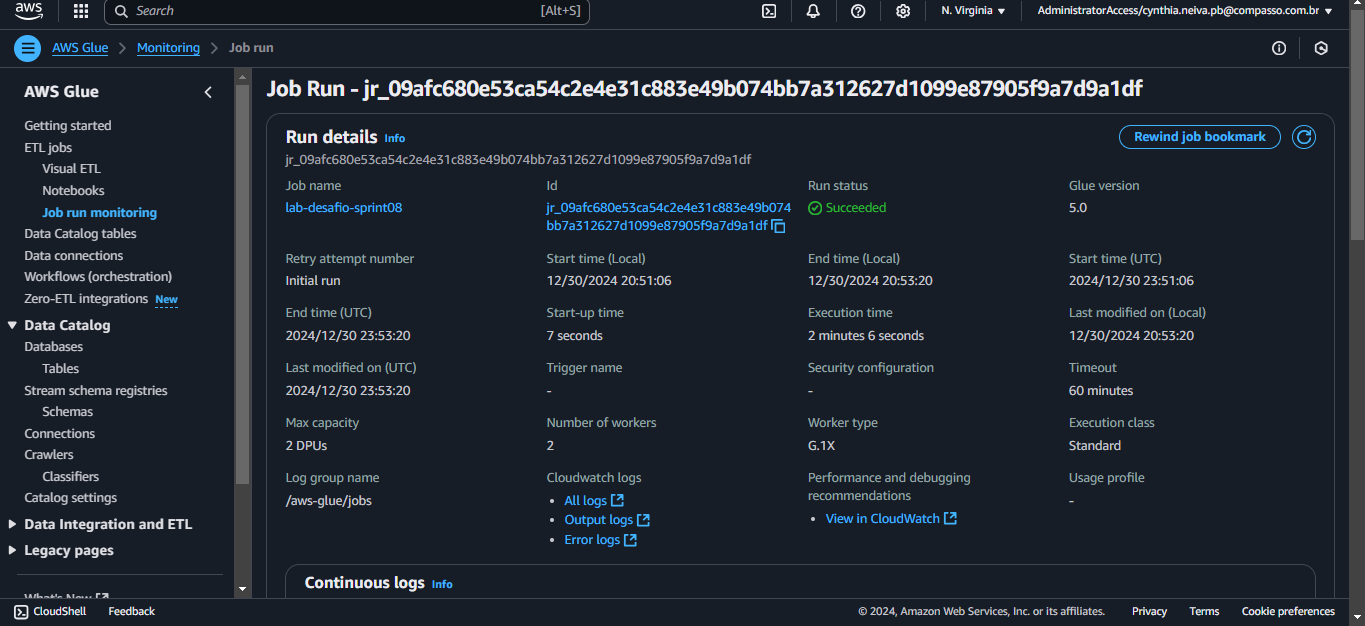 aws
Search
[Alt+S]
N. Virginia
AdministratorAccess/cynthia.neiva.pb@compasso.com.br
AWS Glue
Monitoring
Job run
AWS Glue
Getting started
ETL jobs
Visual ETL
Notebooks
Job run monitoring
Data Catalog tables
Data connections
Workflows (orchestration)
Zero-ETL integrations New
Data Catalog
Databases
Tables
Stream schema registries
Schemas
Connections
Crawlers
Classifiers
Catalog settings
Data Integration and ETL
Legacy pages
What's New
Job Run - jr_09afc680e53ca54c2e4e31c883e49b074bb7a312627d1099e87905f9a7d9a1df
Run details Info
Rewind job bookmark
jr_09afc680e53ca54c2e4e31c883e49b074bb7a312627d1099e87905f9a7d9a1df
Job name
lab-desafio-sprint08
Id
jr_09afc680e53ca54c2e4e31c883e49b074
bb7a312627d1099e87905f9a7d9a1df
Run status
Succeeded
Glue version
5.0
Retry attempt number
Initial run
Start time (Local)
12/30/2024 20:51:06
End time (Local)
12/30/2024 20:53:20
Start time (UTC)
2024/12/30 23:51:06
End time (UTC)
2024/12/30 23:53:20
Start-up time
7 seconds
Execution time
2 minutes 6 seconds
Last modified on (Local)
12/30/2024 20:53:20
Last modified on (UTC)
2024/12/30 23:53:20
Trigger name
-
Security configuration
-
Timeout
60 minutes
Max capacity
2 DPUs
Number of workers
2
Worker type
G.1X
Execution class
Standard
Log group name
/aws-glue/jobs
Cloudwatch logs
• All logs
• Output logs
• Error logs
Performance and debugging
recommendations
• View in CloudWatch
Usage profile
-
Continuous logs Info
CloudShell
Feedback
© 2024, Amazon Web Services, Inc. or its affiliates.
Privacy
Terms
Cookie preferences